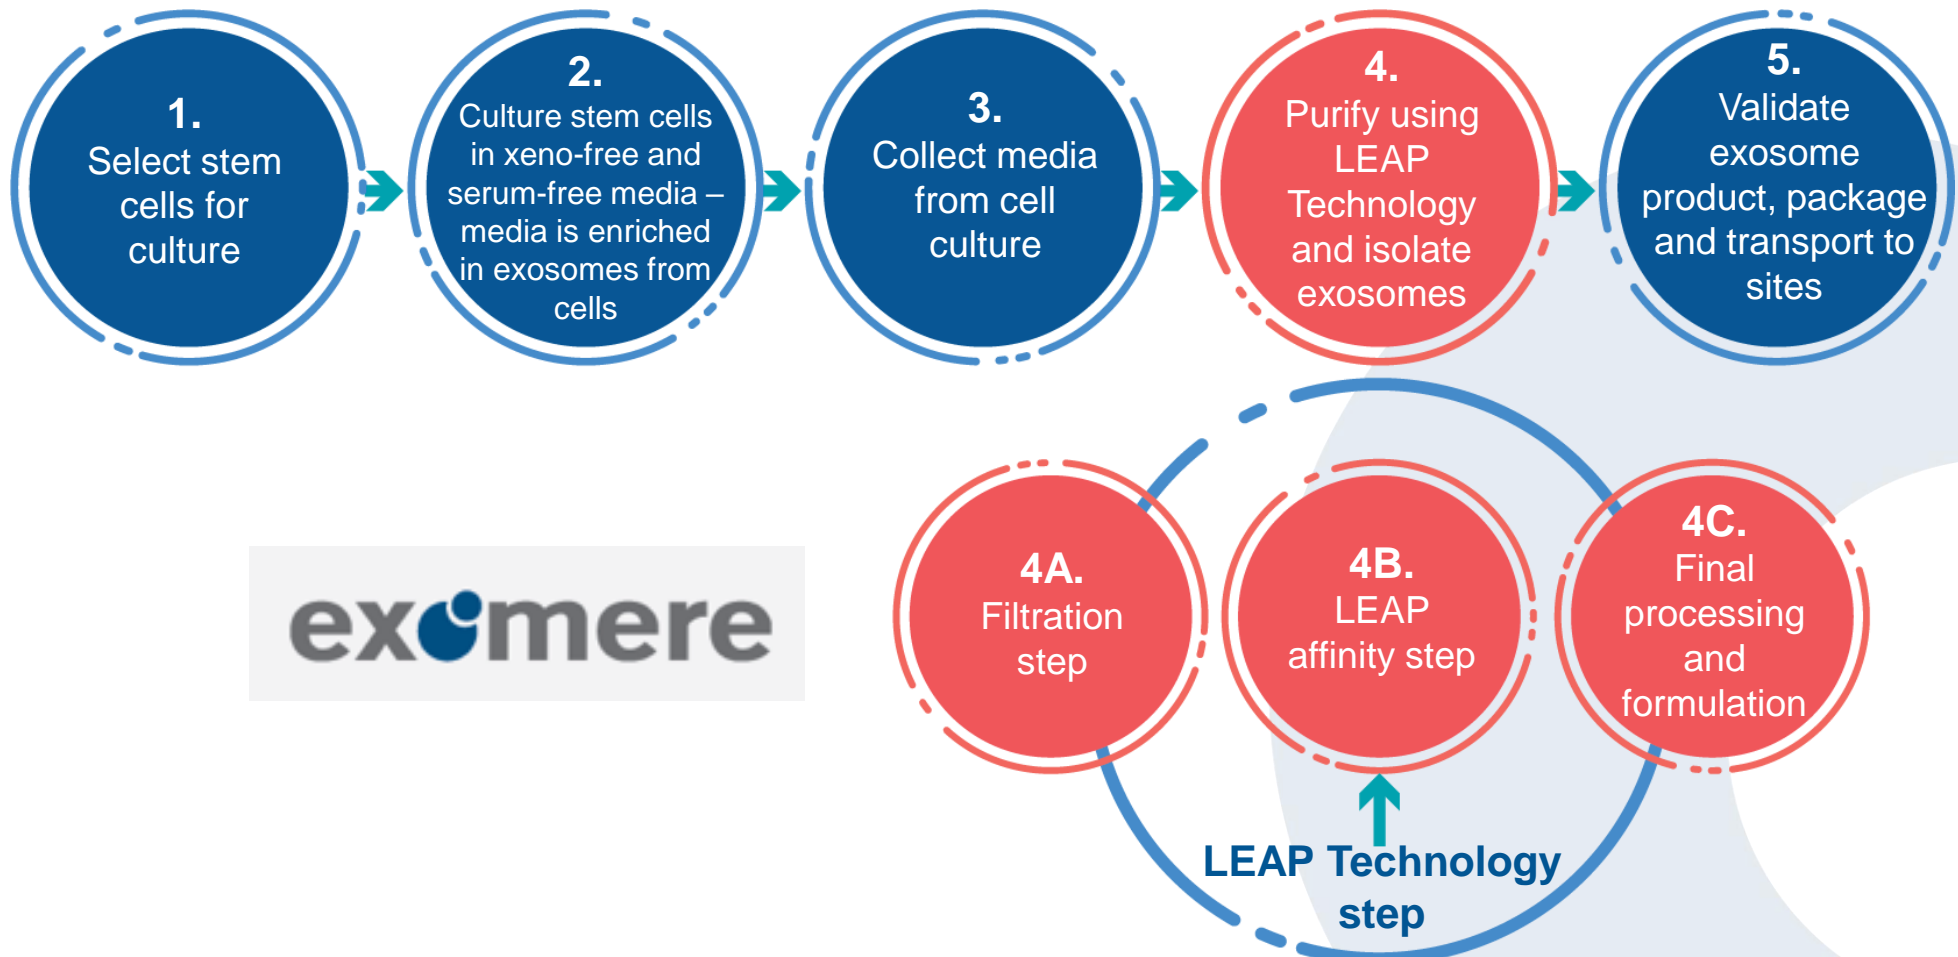 1.
Select stem
cells for
culture
2.
Culture stem cells
in xeno-free and
serum-free media –
media is enriched
in exosomes from
cells
3.
Collect media
from cell
culture
4.
Purify using
LEAP
Technology
and isolate
exosomes
5.
Validate
exosome
product, package
and transport to
sites
exomere
4A.
Filtration
step
4B.
LEAP
affinity step
4C.
Final
processing
and
formulation
LEAP Technology
step